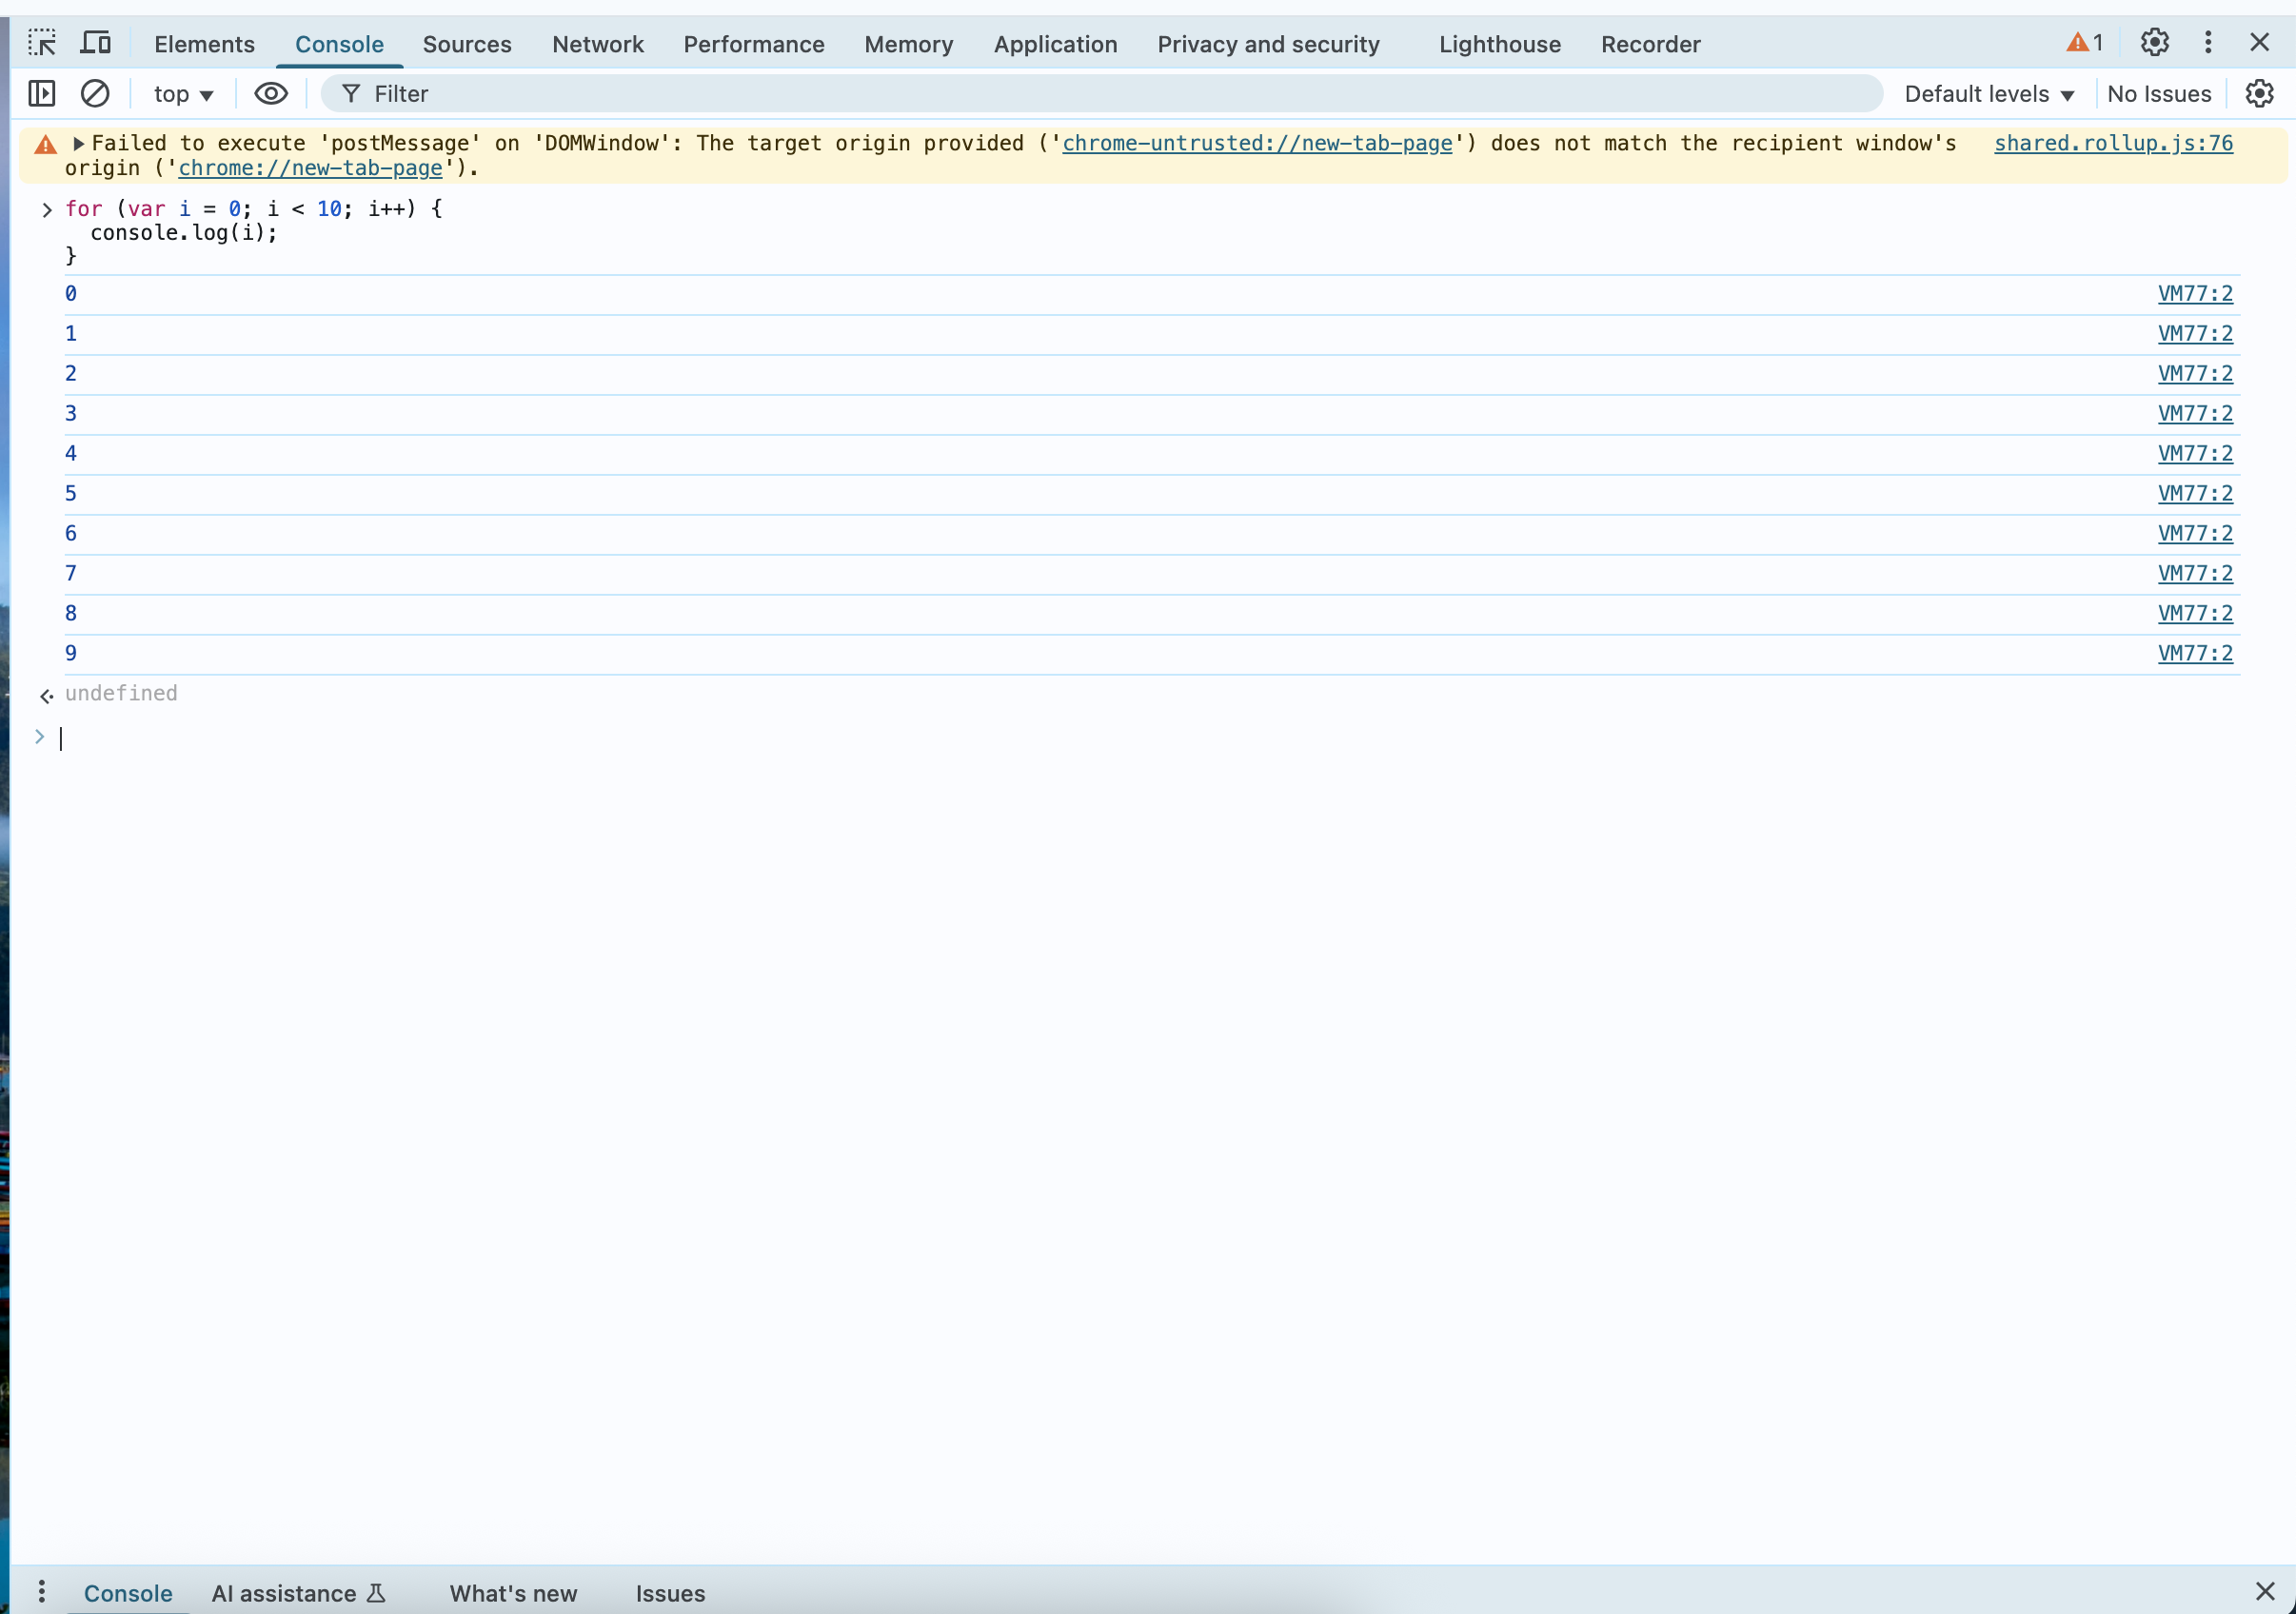 Elements Console Sources Network Performance Memory Application Privacy and security Lighthouse Recorder 1
top Filter Default levels No Issues
Failed to execute 'postMessage' on 'DOMWindow': The target origin provided ('chrome-untrusted://new-tab-page') does not match the recipient window's shared.rollup.js:76
origin ('chrome://new-tab-page').
> for (var i = 0; i < 10; i++) {
console.log(i);
}
0 VM77:2
1 VM77:2
2 VM77:2
3 VM77:2
4 VM77:2
5 VM77:2
6 VM77:2
7 VM77:2
8 VM77:2
9 VM77:2
undefined
>
Console AI assistance What's new Issues